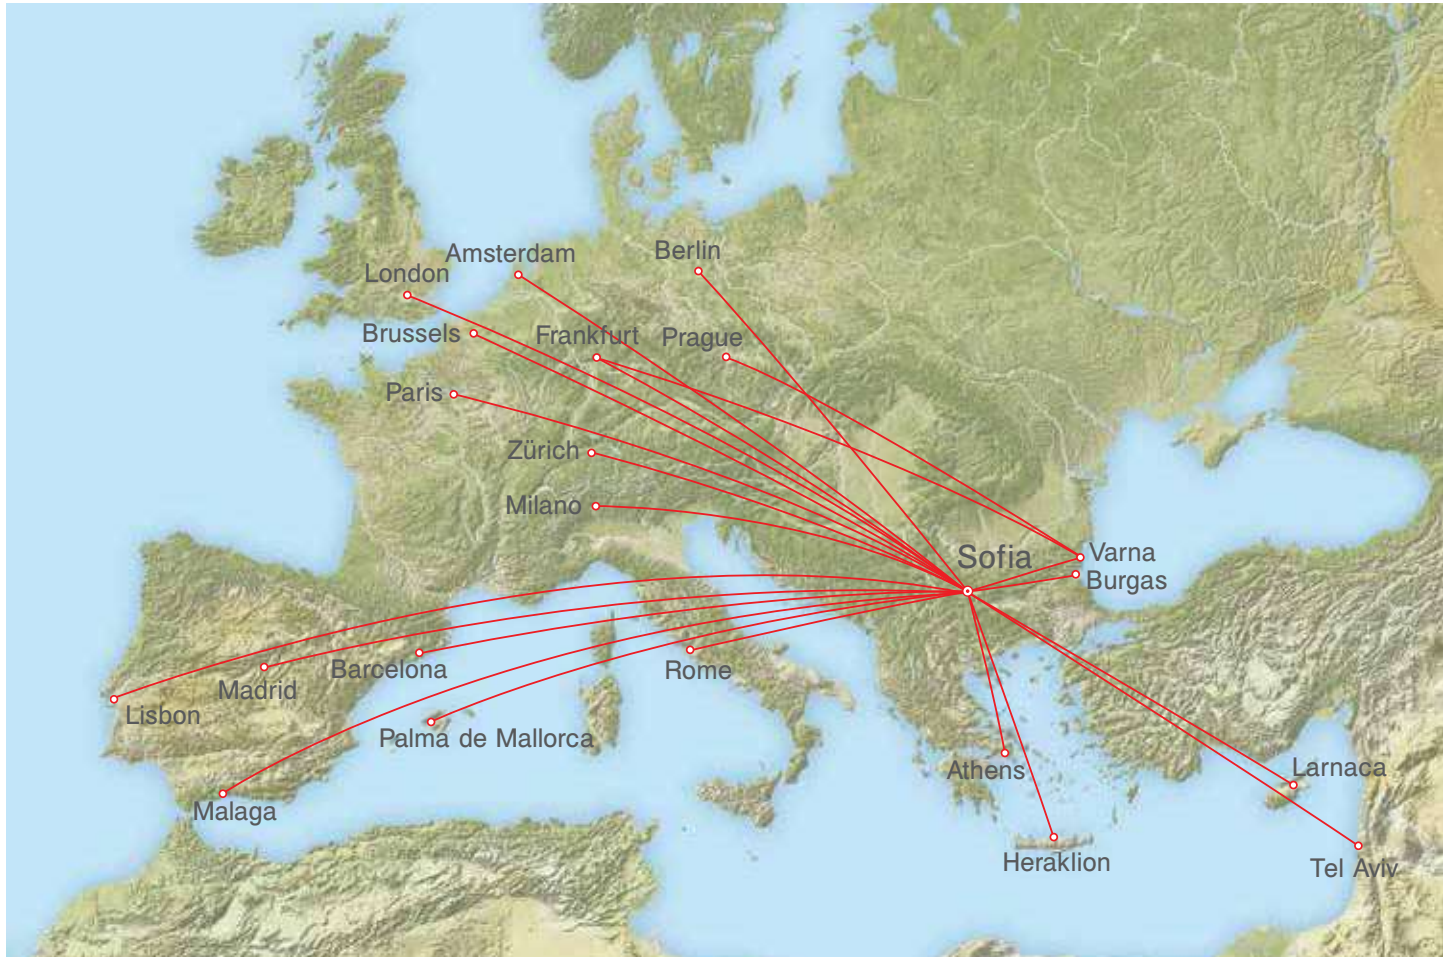 Amsterdam
Berlin
London
Brussels
Frankfurt
Prague
Paris
Zürich
Milano
Sofia
Varna
Burgas
Barcelona
Rome
Madrid
Lisbon
Palma de Mallorca
Athens
Larnaca
Malaga
Heraklion
Tel Aviv